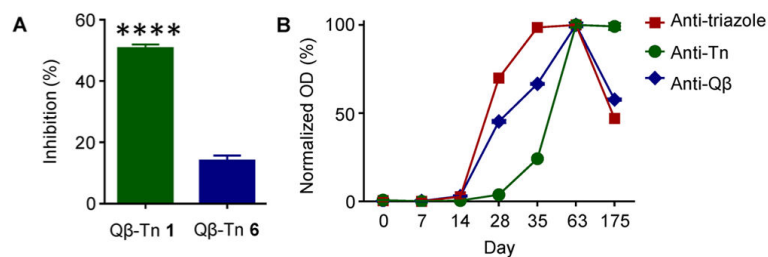 A
****
Inhibition (%)
60
40
20
0
Qβ-Tn 1
Qβ-Tn 6
B
Normalized OD (%)
100
50
0
0 7 14 28 35 63 175
Day
Anti-triazole
Anti-Tn
Anti-Qβ